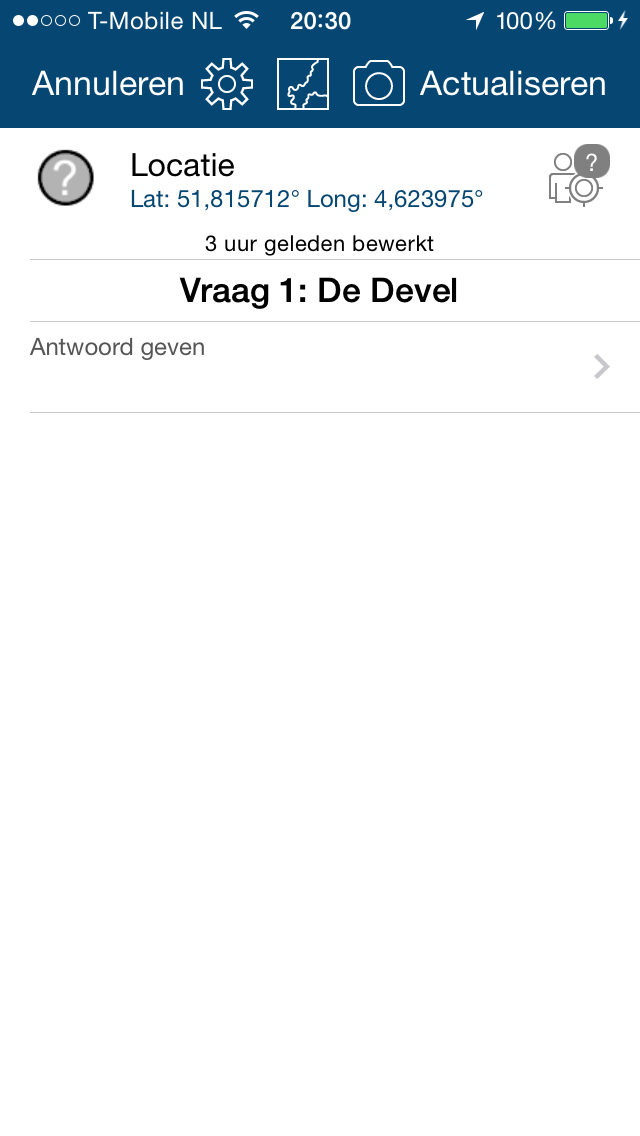 T-Mobile NL 20:30 100%
Annuleren Actualiseren
?
?
Locatie
Lat: 51,815712° Long: 4,623975°
3 uur geleden bewerkt
Vraag 1: De Devel
Antwoord geven